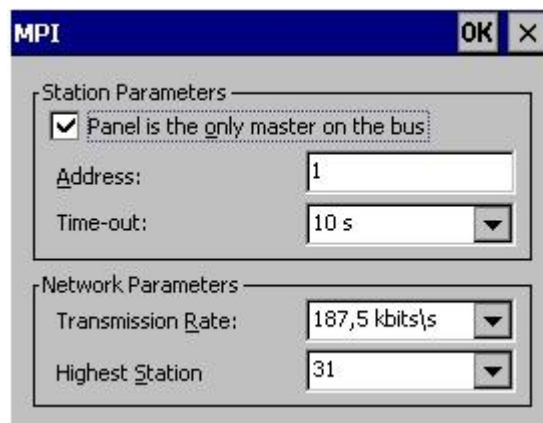 MPI OK ×
Station Parameters
Panel is the only master on the bus
Address: 1
Time-out: 10 s
Network Parameters
Transmission Rate: 187,5 kbits\s
Highest Station 31